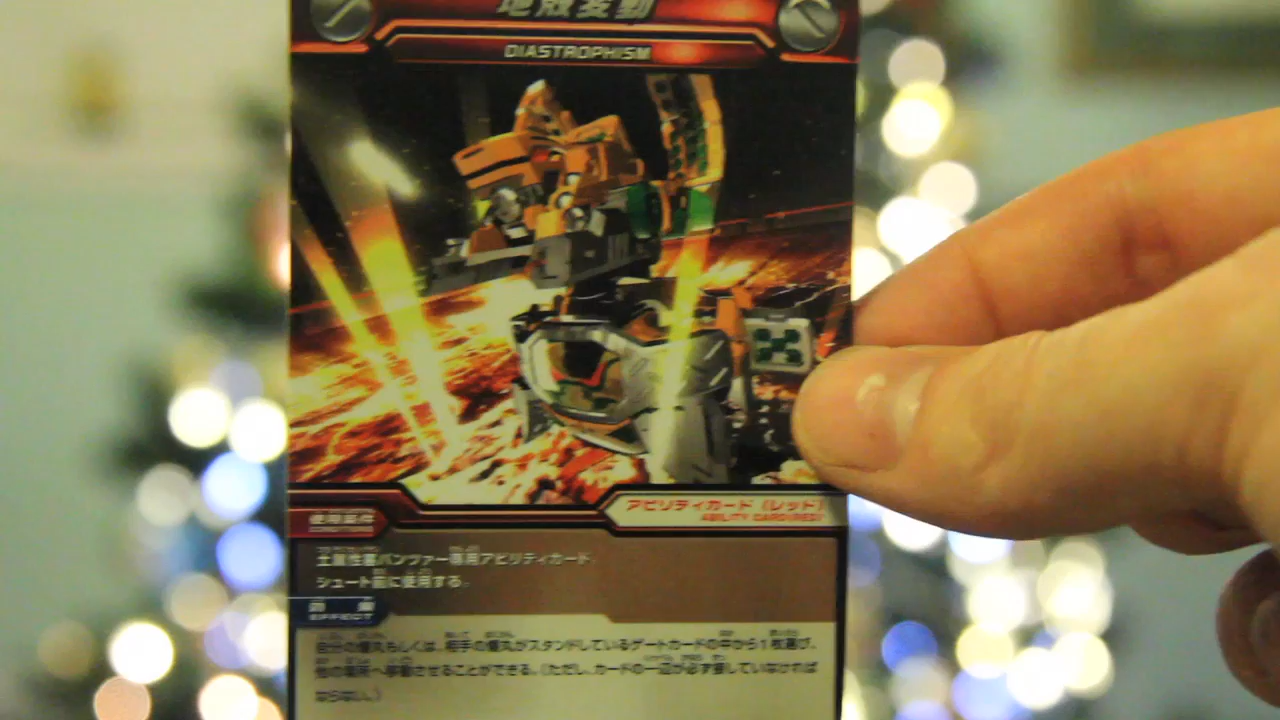 地殻変動
DIASTROPHISM
アビリティカード (レッド)
ABILITY CARD(RED)
使用条件
土属性爆パンツァー専用アビリティカード.
シュート前に使用する.
効果
EFFECT
自分の爆丸もしくは、相手の爆丸がスタンドしているゲートカードの中から1枚選び、
他の場所へ移動させることができる。(ただし、カードの一辺が必ず接していなければ
ならない。)